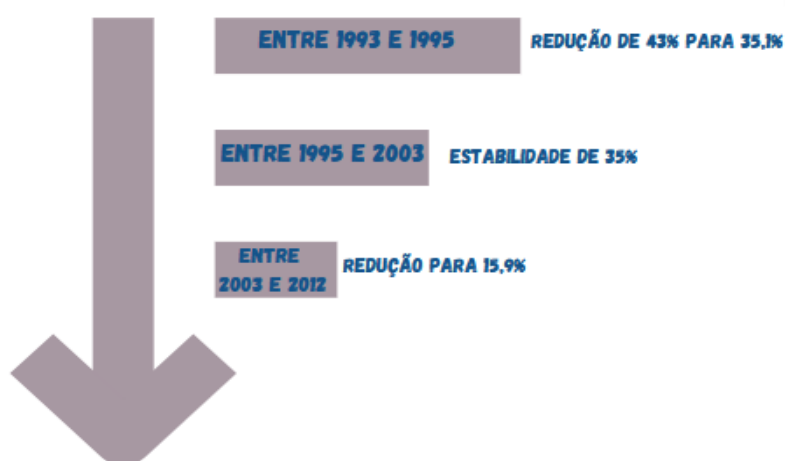 ENTRE 1993 E 1995
REDUÇÃO DE 43% PARA 35,1%
ENTRE 1995 E 2003
ESTABILIDADE DE 35%
ENTRE
2003 E 2012
REDUÇÃO PARA 15,9%